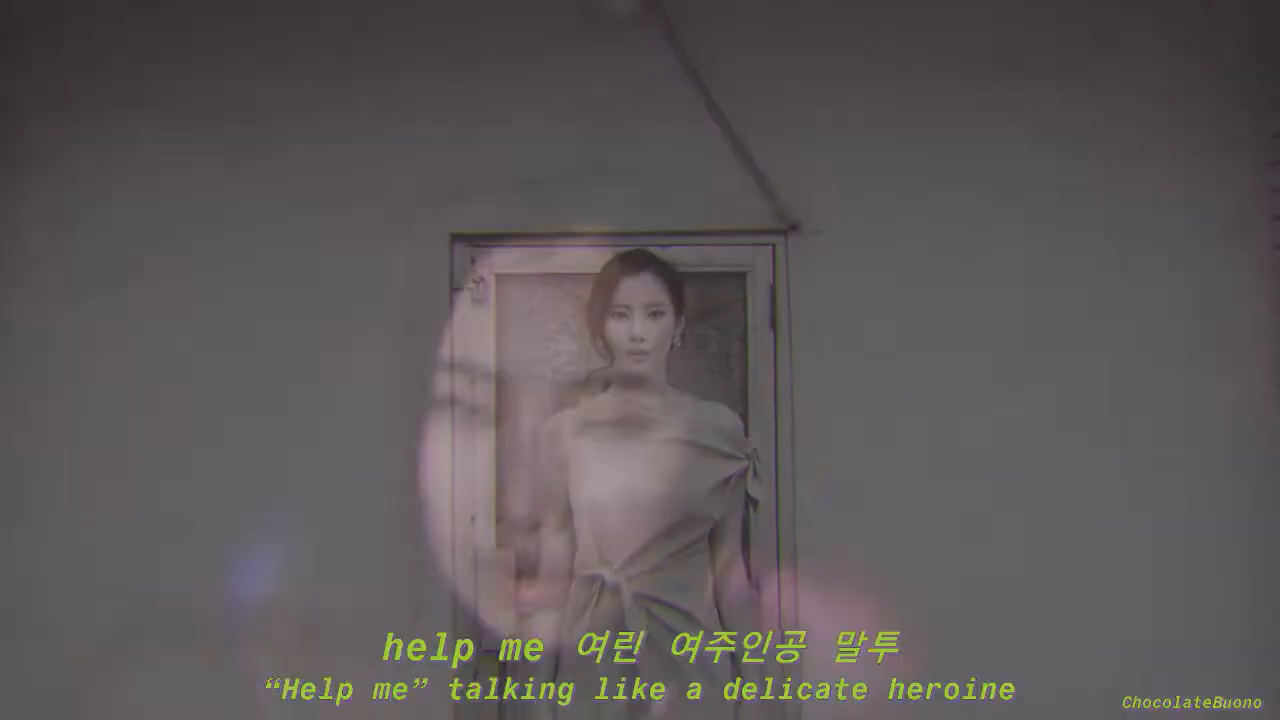 help me 여린 여주인공 말투
“Help me” talking like a delicate heroine
ChocolateBuono